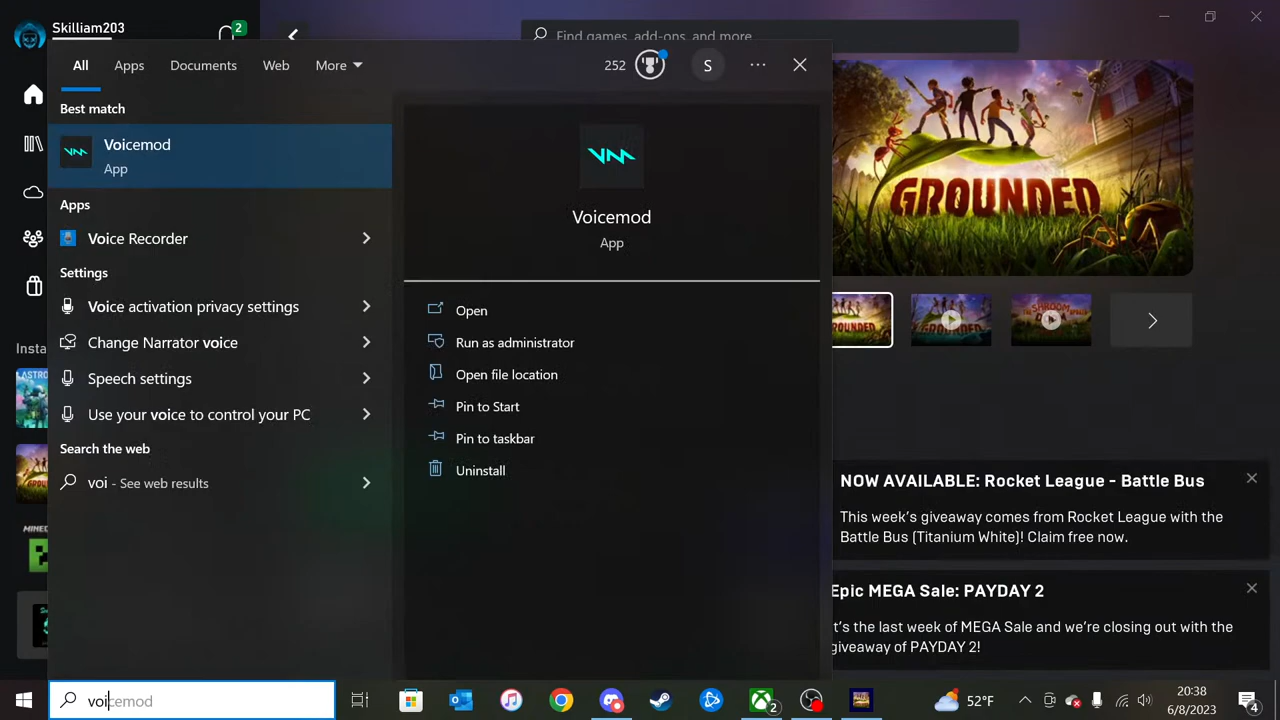 Skilliam203
2
Find games, add-ons, and more
All
Apps
Documents
Web
More
252
S
Best match
Voicemod
App
Apps
Voice Recorder
Settings
Voice activation privacy settings
Change Narrator voice
Speech settings
Use your voice to control your PC
Search the web
voi - See web results
Voicemod
App
Open
Run as administrator
Open file location
Pin to Start
Pin to taskbar
Uninstall
GROUNDED
Insta
ASTRO
MINE
NOW AVAILABLE: Rocket League - Battle Bus
This week's giveaway comes from Rocket League with the
Battle Bus (Titanium White)! Claim free now.
Epic MEGA Sale: PAYDAY 2
t's the last week of MEGA Sale and we're closing out with the
giveaway of PAYDAY 2!
voicemod
2
52°F
20:38
6/8/2023
4